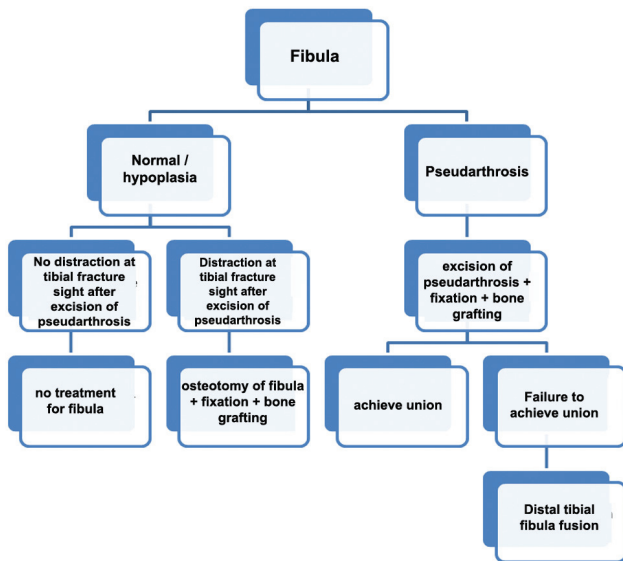 Fibula
Normal /
hypoplasia
Pseudarthrosis
No distraction at
tibial fracture
sight after
excision of
pseudarthrosis
Distraction at
tibial fracture
sight after
excision of
pseudarthrosis
excision of
pseudarthrosis +
fixation + bone
grafting
no treatment
for fibula
osteotomy of fibula
+ fixation + bone
grafting
achieve union
Failure to
achieve union
Distal tibial
fibula fusion